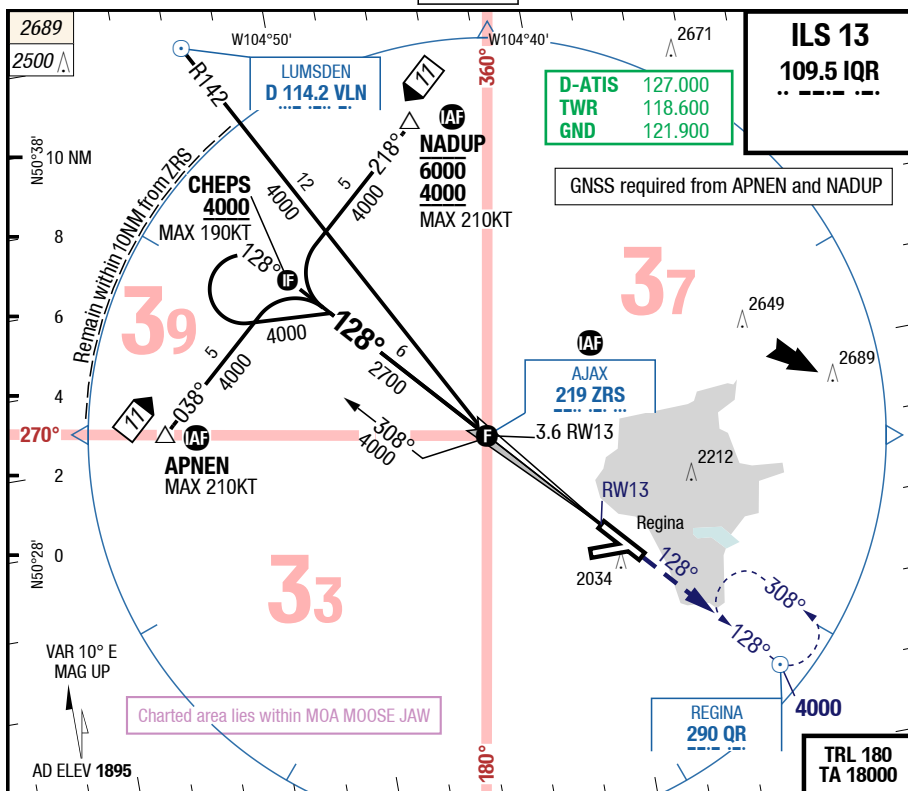 2689
2500
W104°50'
W104°40'
2671
ILS 13
109.5 IQR
LUMSDEN
D 114.2 VLN
R142
11
360°
D-ATIS 127.000
TWR 118.600
GND 121.900
IAF
NADUP
6000
4000
MAX 210KT
218°
5
4000
N50°38'
10 NM
CHEPS
4000
MAX 190KT
12
4000
GNSS required from APNEN and NADUP
Remain within 10NM from ZRS
8
128°
IF
39
37
6
4000
128°
6
2700
2649
2689
IAF
AJAX
219 ZRS
5
4000
038°
4
11
308°
4000
270°
IAF
F
3.6 RW13
APNEN
MAX 210KT
2
2212
RW13
Regina
N50°28'
0
2034
128°
33
308°
128°
VAR 10° E
MAG UP
4000
Charted area lies within MOA MOOSE JAW
REGINA
290 QR
180°
AD ELEV 1895
TRL 180
TA 18000